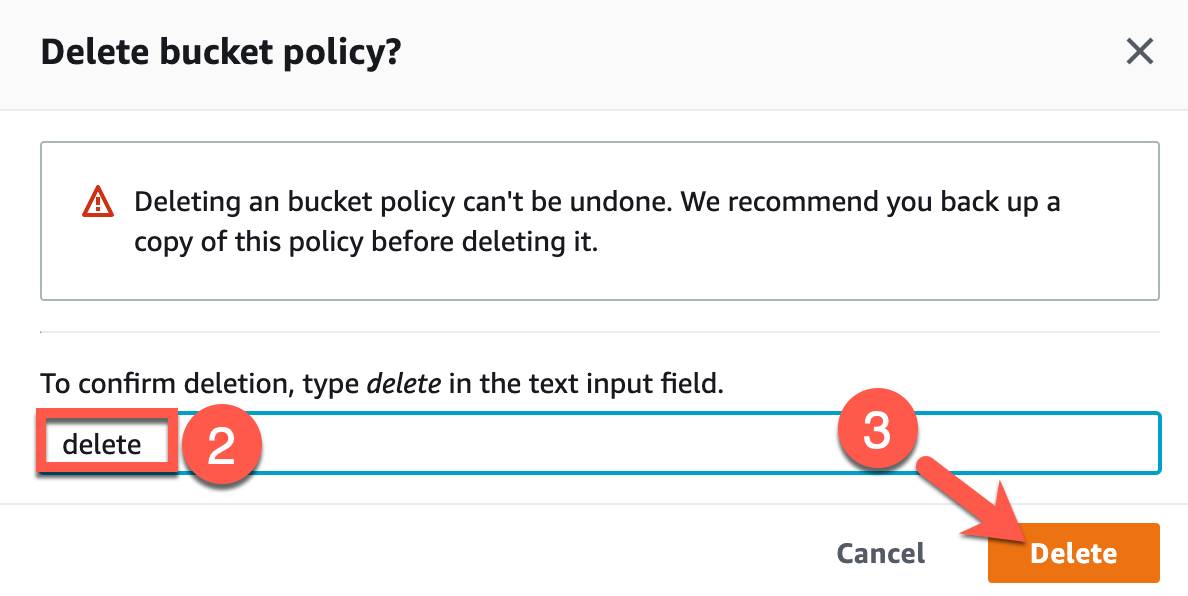 Delete bucket policy?
Deleting an bucket policy can't be undone. We recommend you back up a
copy of this policy before deleting it.
To confirm deletion, type delete in the text input field.
delete
2
3
Cancel
Delete